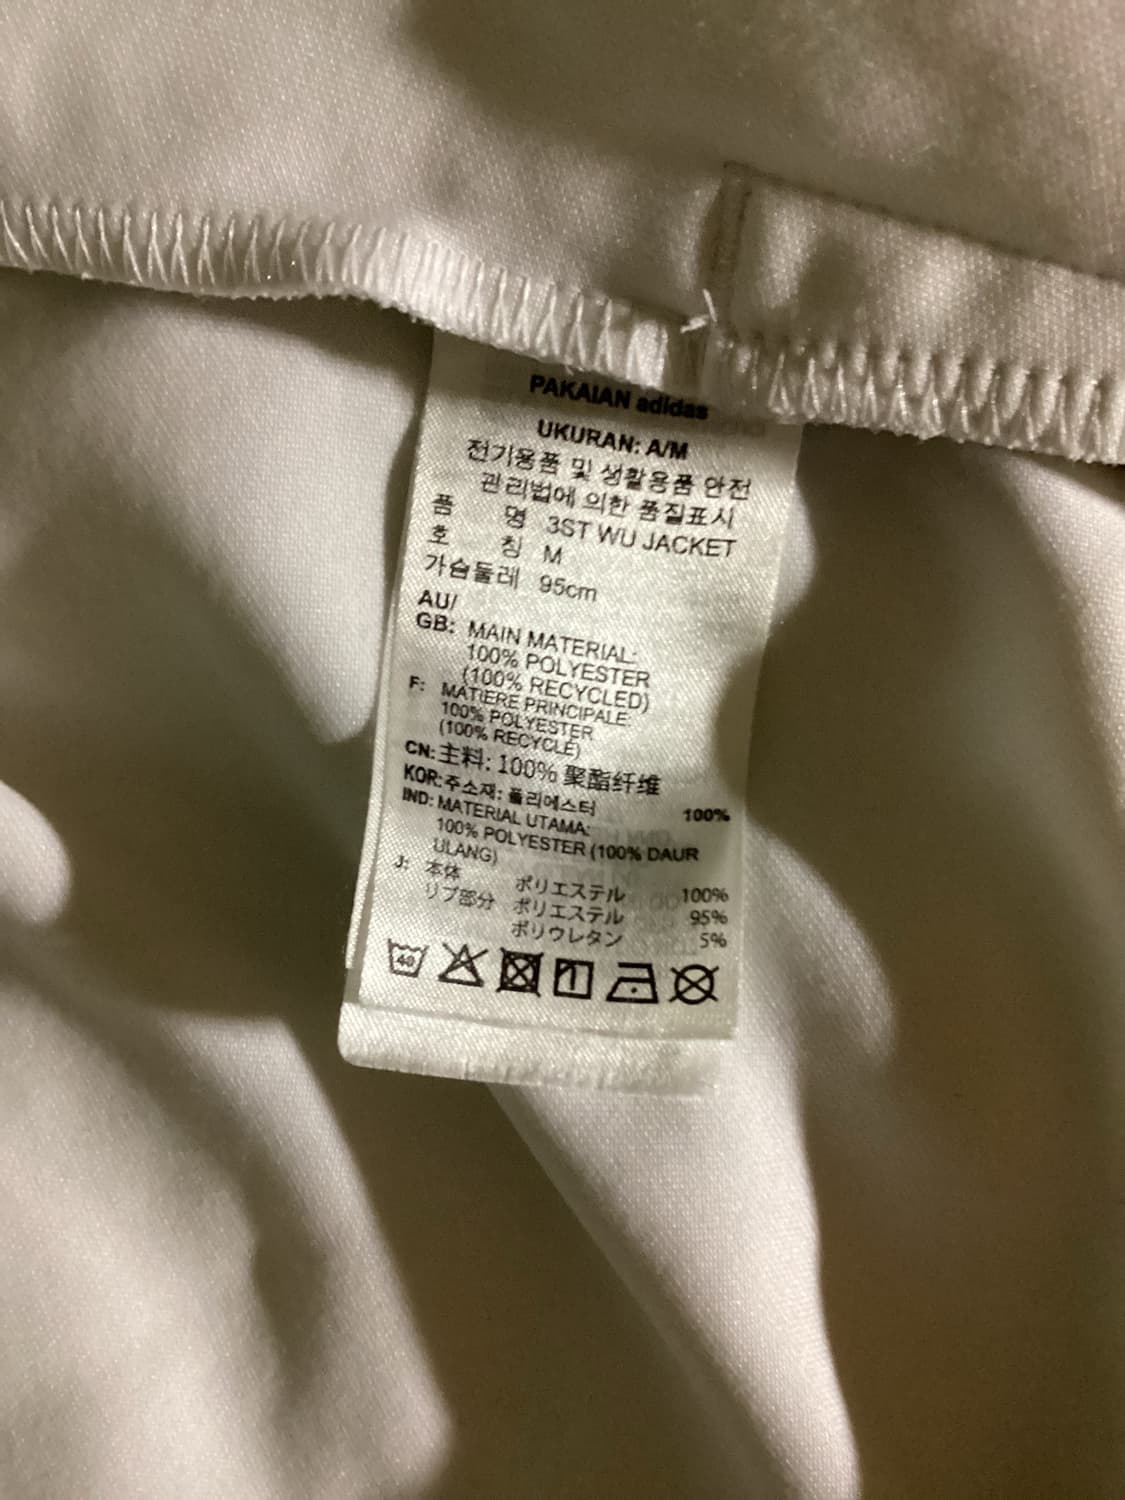 PAKAIAN adidas
UKURAN: A/M
전기용품 및 생활용품 안전
관리법에 의한 품질표시
품 명 3ST WU JACKET
호 칭 M
가슴둘레 95cm
AU/
GB: MAIN MATERIAL:
100% POLYESTER
(100% RECYCLED)
F: MATIERE PRINCIPALE:
100% POLYESTER
(100% RECYCLÉ)
CN: 主料: 100% 聚酯纤维
KOR: 주소재: 폴리에스터 100%
IND: MATERIAL UTAMA:
100% POLYESTER (100% DAUR
ULANG)
J: 本体 ポリエステル 100%
リブ部分 ポリエステル 95%
ポリウレタン 5%
40